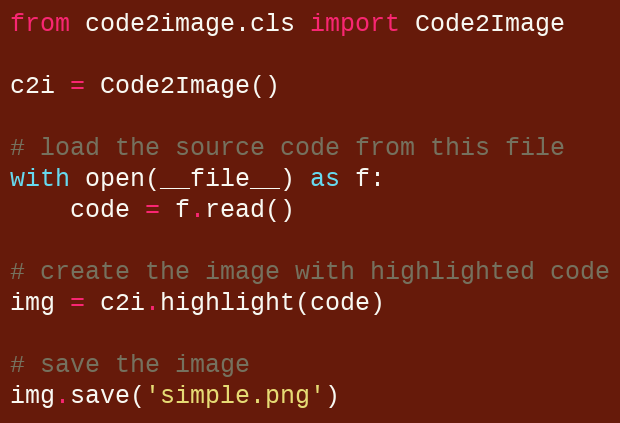 from code2image.cls import Code2Image

c2i = Code2Image()

# load the source code from this file
with open(__file__) as f:
    code = f.read()

# create the image with highlighted code
img = c2i.highlight(code)

# save the image
img.save('simple.png')